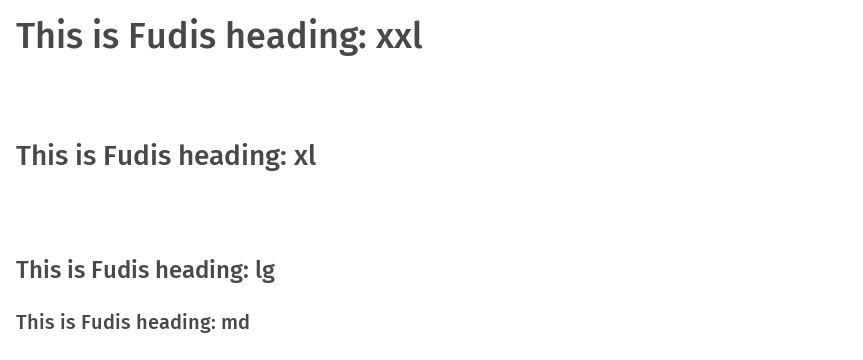 This is Fudis heading: xxl
This is Fudis heading: xl
This is Fudis heading: lg
This is Fudis heading: md